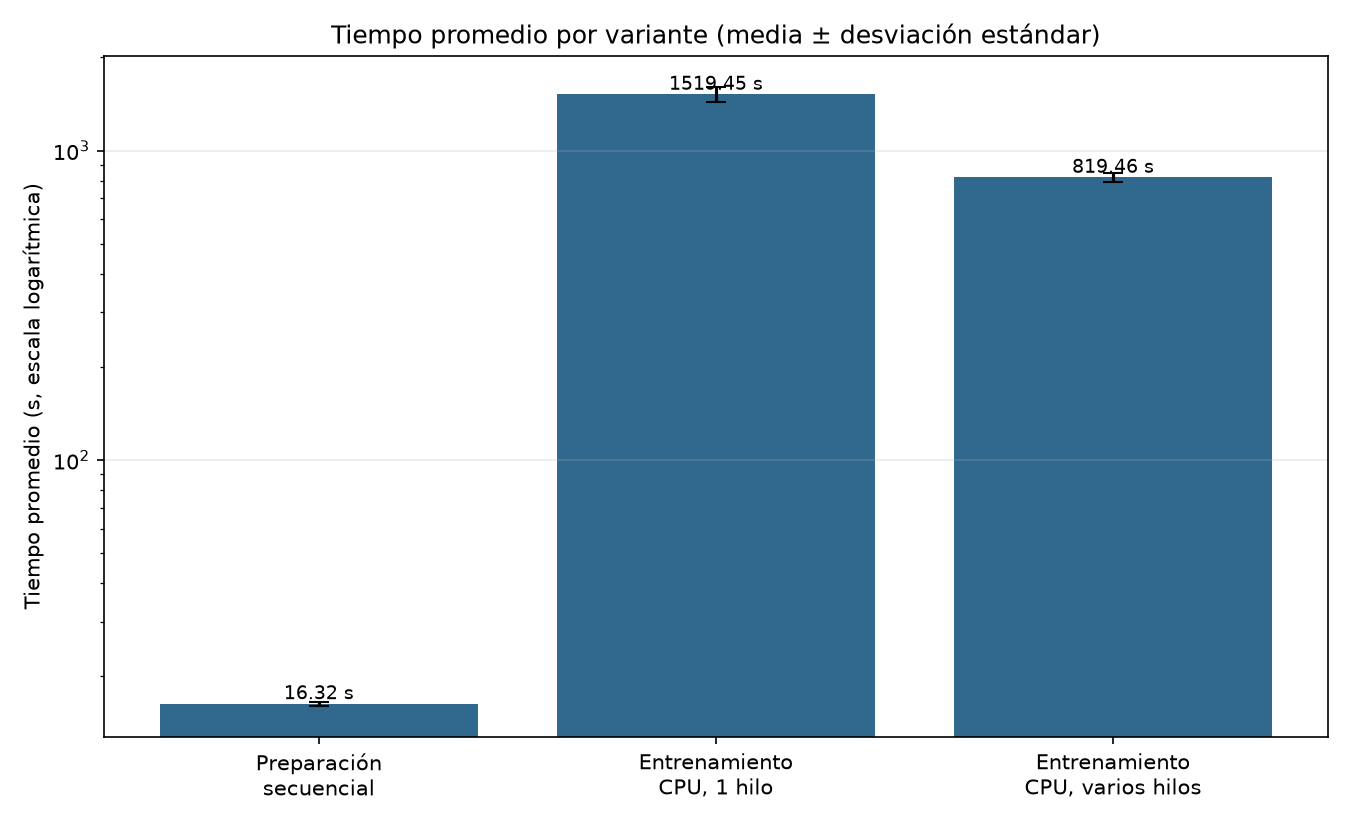 Tiempo promedio por variante (media ± desviación estándar)
Tiempo promedio (s, escala logarítmica)
10³
10²
1519.45 s
819.46 s
16.32 s
Preparación
secuencial
Entrenamiento
CPU, 1 hilo
Entrenamiento
CPU, varios hilos